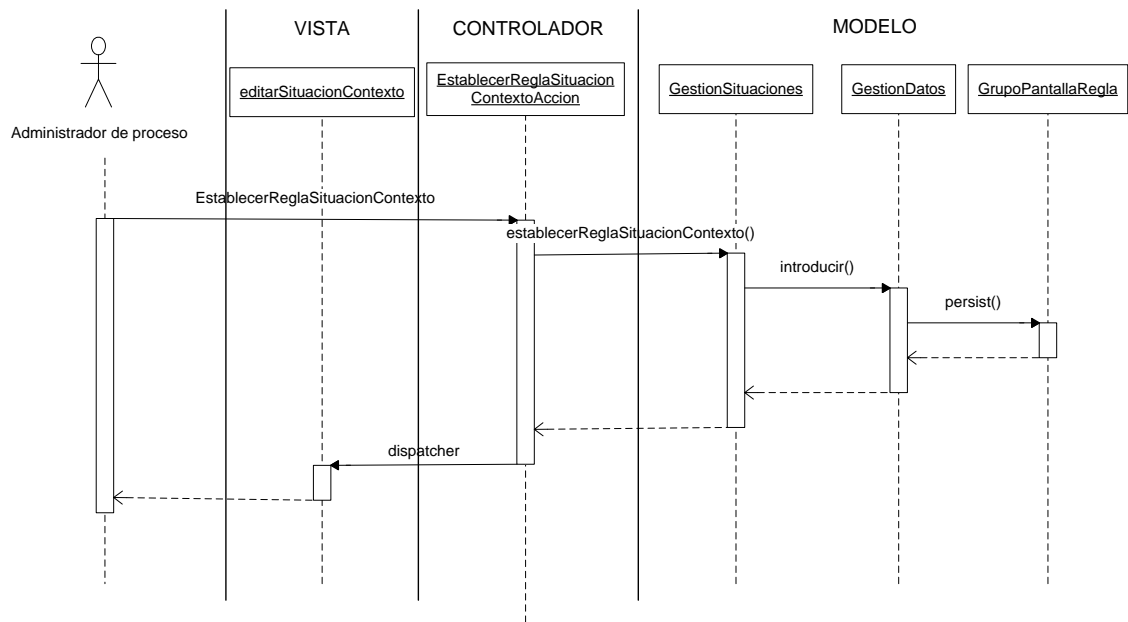 VISTA
CONTROLADOR
MODELO
editarSituacionContexto
EstablecerReglaSituacion
ContextoAccion
GestionSituaciones
GestionDatos
GrupoPantallaRegla
Administrador de proceso
EstablecerReglaSituacionContexto
establecerReglaSituacionContexto()
introducir()
persist()
dispatcher